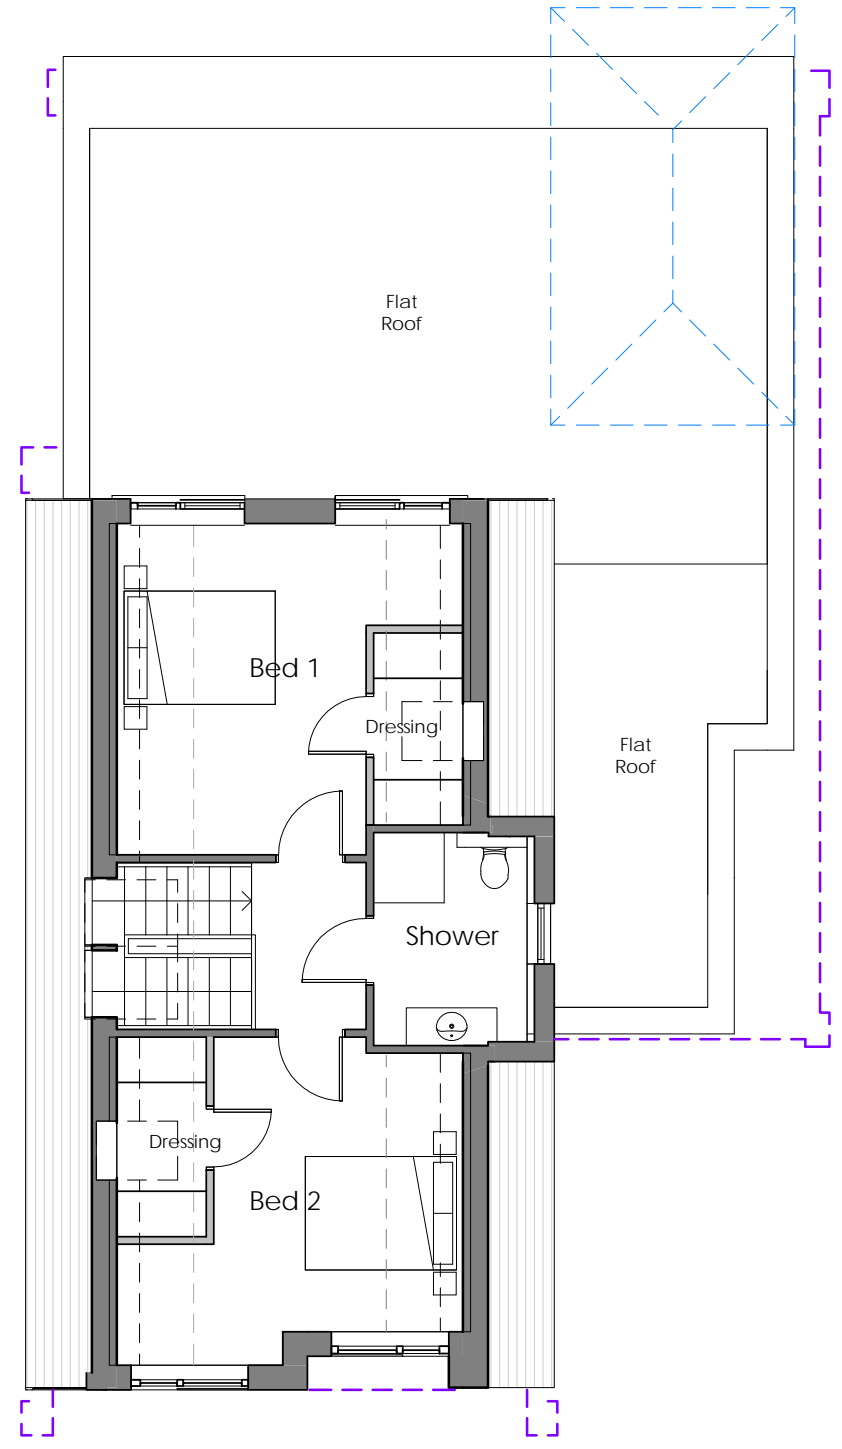 Flat
Roof
Bed 1
Dressing
Flat
Roof
Shower
Dressing
Bed 2